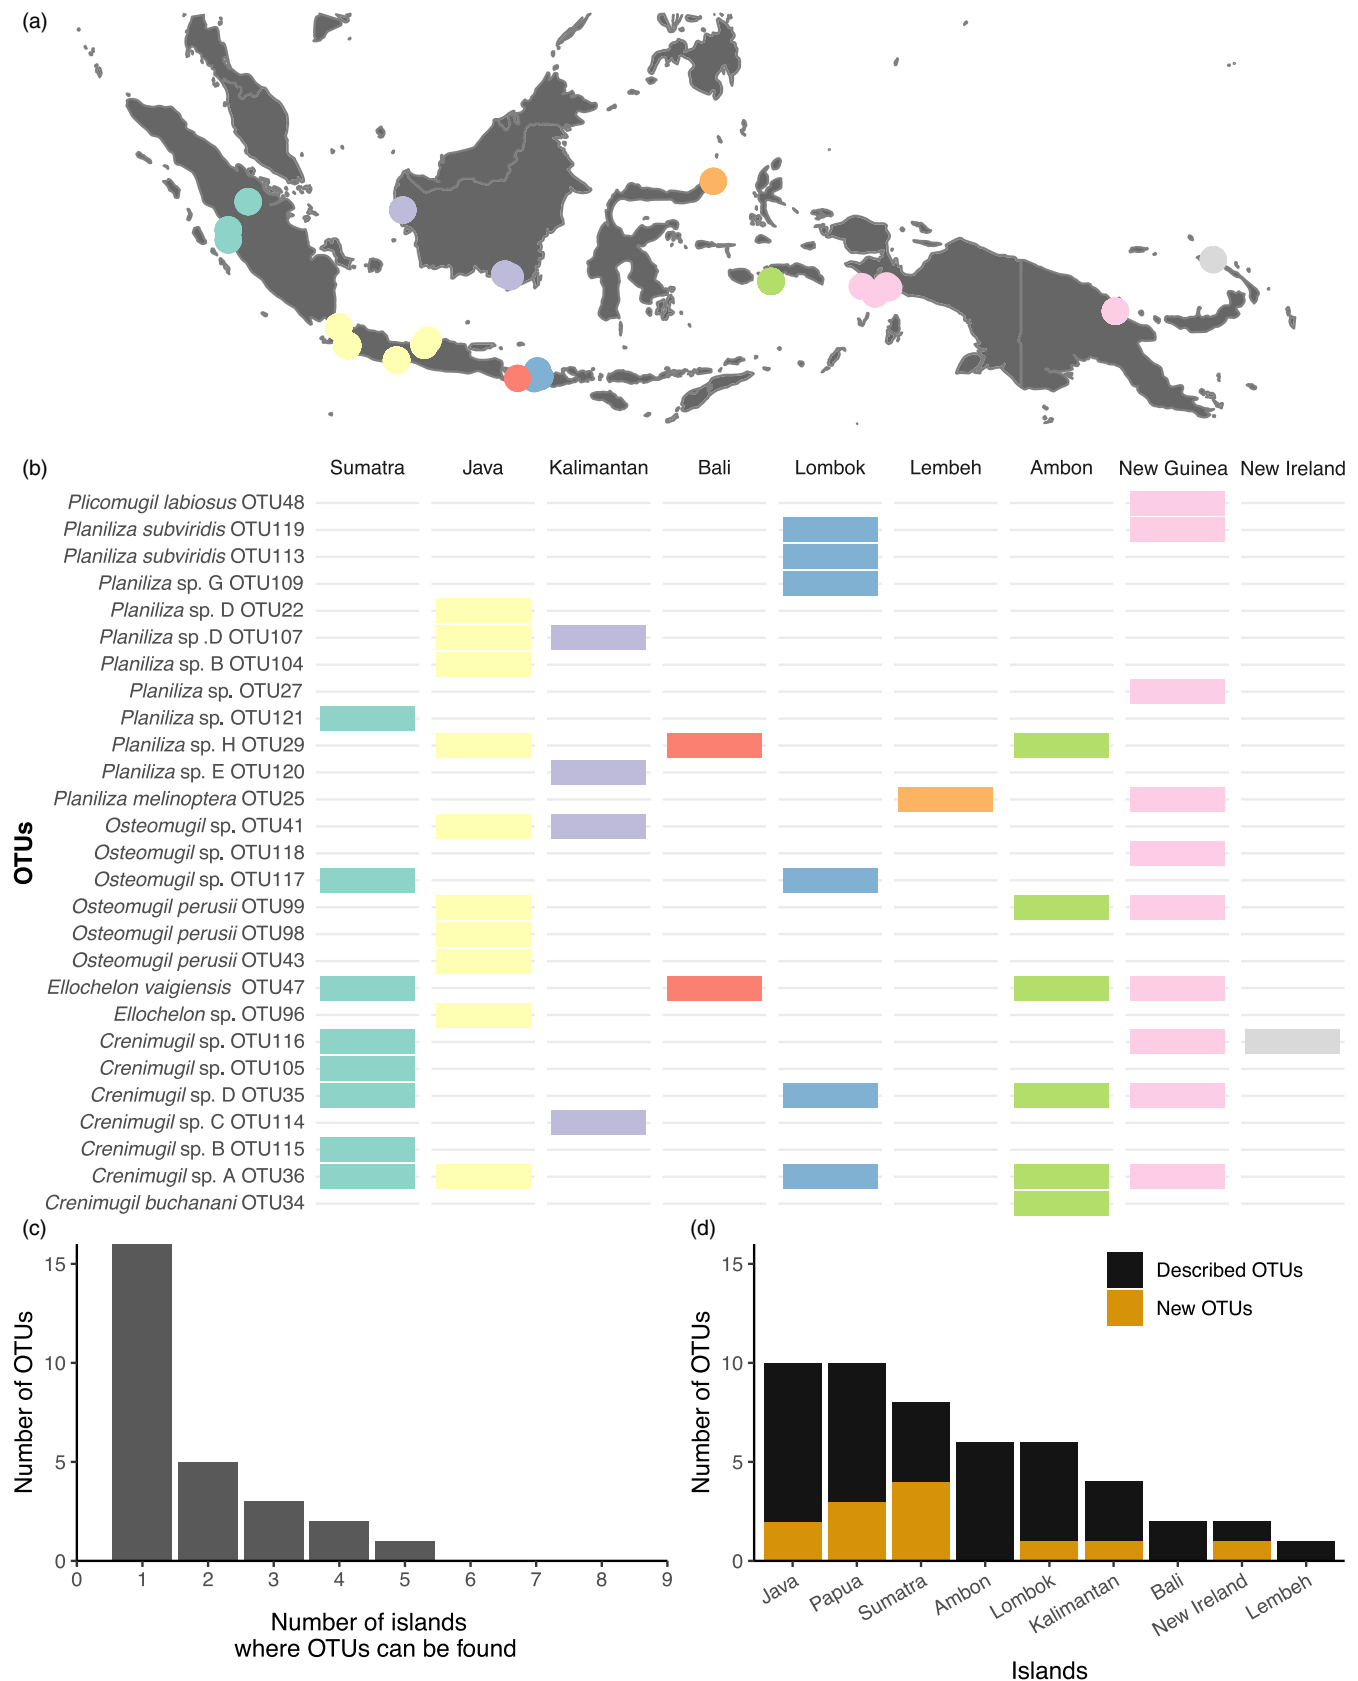 (a)
(b)
Sumatra Java Kalimantan Bali Lombok Lembeh Ambon New Guinea New Ireland
OTUs
Plicomugil labiosus OTU48
Planiliza subviridis OTU119
Planiliza subviridis OTU113
Planiliza sp. G OTU109
Planiliza sp. D OTU22
Planiliza sp .D OTU107
Planiliza sp. B OTU104
Planiliza sp. OTU27
Planiliza sp. OTU121
Planiliza sp. H OTU29
Planiliza sp. E OTU120
Planiliza melinoptera OTU25
Osteomugil sp. OTU41
Osteomugil sp. OTU118
Osteomugil sp. OTU117
Osteomugil perusii OTU99
Osteomugil perusii OTU98
Osteomugil perusii OTU43
Ellochelon vaigiensis OTU47
Ellochelon sp. OTU96
Crenimugil sp. OTU116
Crenimugil sp. OTU105
Crenimugil sp. D OTU35
Crenimugil sp. C OTU114
Crenimugil sp. B OTU115
Crenimugil sp. A OTU36
Crenimugil buchanani OTU34
(c)
Number of OTUs
15
10
5
0
0 1 2 3 4 5 6 7 8 9
Number of islands
where OTUs can be found
(d)
Number of OTUs
15
10
5
0
Described OTUs
New OTUs
Java Papua Sumatra Ambon Lombok Kalimantan Bali New Ireland Lembeh
Islands